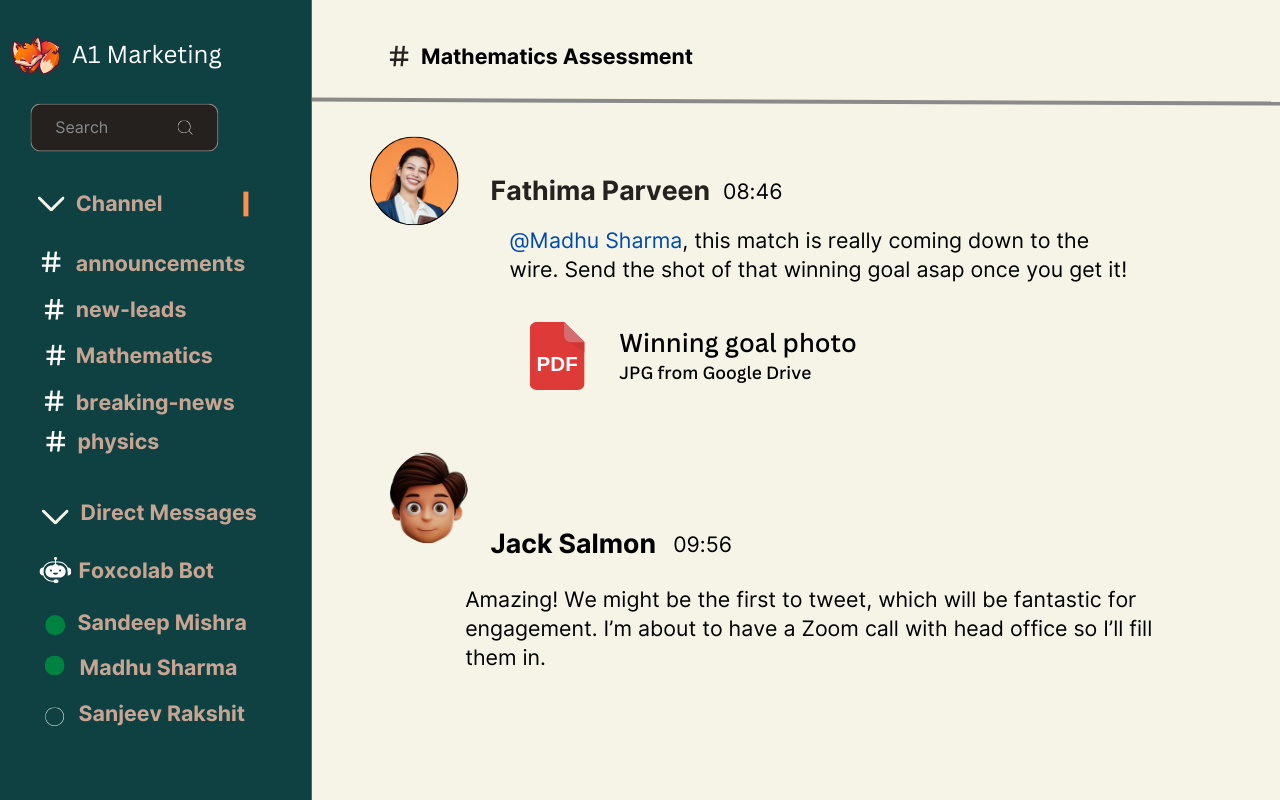 A1 Marketing
Search
Channel
# announcements
# new-leads
# Mathematics
# breaking-news
# physics
Direct Messages
Foxcolab Bot
Sandeep Mishra
Madhu Sharma
Sanjeev Rakshit
# Mathematics Assessment
Fathima Parveen 08:46
@Madhu Sharma, this match is really coming down to the
wire. Send the shot of that winning goal asap once you get it!
PDF
Winning goal photo
JPG from Google Drive
Jack Salmon 09:56
Amazing! We might be the first to tweet, which will be fantastic for
engagement. I’m about to have a Zoom call with head office so I’ll fill
them in.